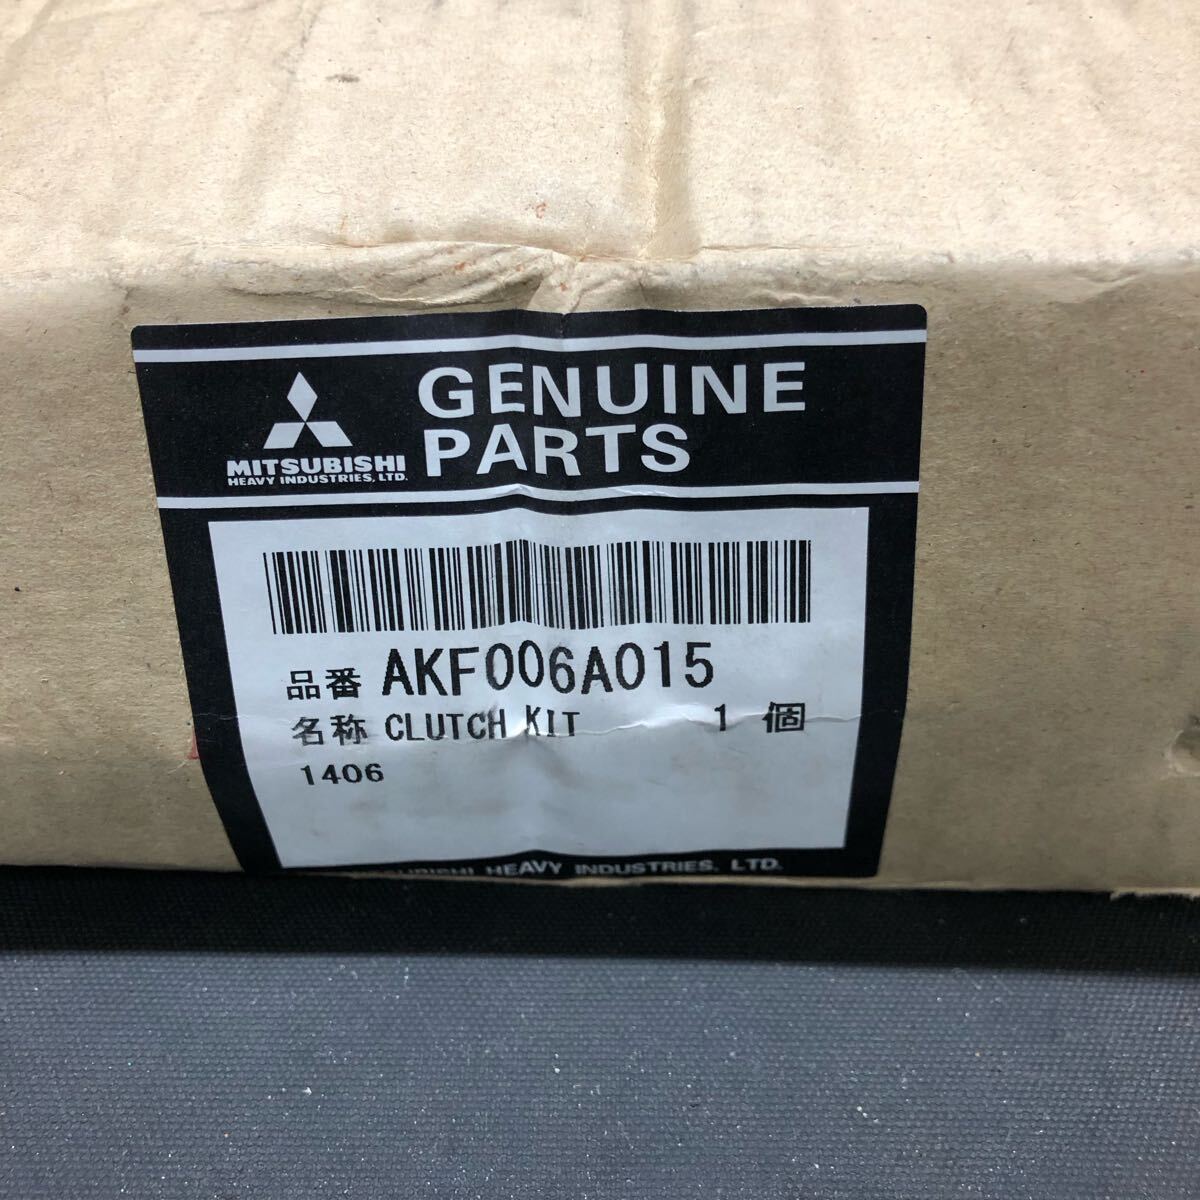 GENUINE
PARTS
MITSUBISHI
HEAVY INDUSTRIES, LTD.
品番 AKF006A015
名称 CLUTCH KIT 1 個
1406
HEAVY INDUSTRIES, LTD.